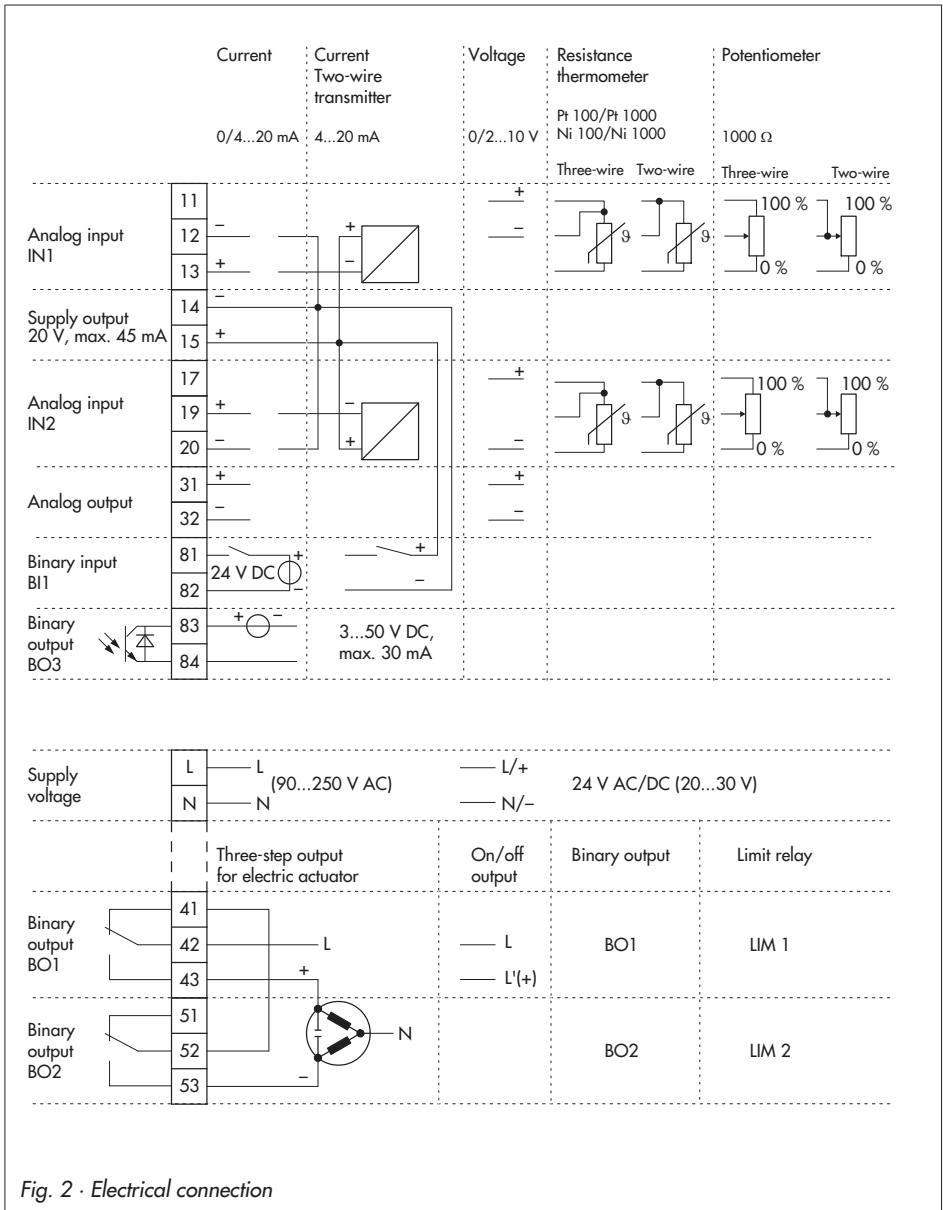 Current Current Voltage Resistance Potentiometer
Two-wire thermometer
transmitter
Pt 100/Pt 1000
0/4...20 mA 4...20 mA 0/2...10 V Ni 100/Ni 1000 1000 Ω
Three-wire Two-wire Three-wire Two-wire
11 + 100 % 100 %
Analog input 12 − + − ϑ ϑ
IN1
13 + − 0 % 0 %
14 −
Supply output
20 V, max. 45 mA 15 +
17 + 100 % 100 %
Analog input 19 + − ϑ ϑ
IN2
20 − + − 0 % 0 %
31 + +
Analog output
32 − −
81 + +
Binary input
BI1 24 V DC
82 − −
Binary 83 + − 3...50 V DC,
output max. 30 mA
BO3 84
Supply L L L/+
voltage (90...250 V AC) 24 V AC/DC (20...30 V)
N N N/−
Three-step output On/off Binary output Limit relay
for electric actuator output
41
Binary
output 42 L L BO1 LIM 1
BO1
43 + L'(+)
51
Binary N
output 52 BO2 LIM 2
BO2
53 −
Fig. 2 · Electrical connection